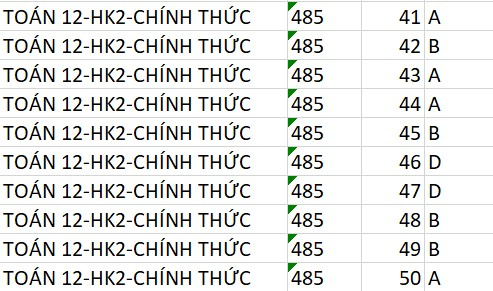 TOÁN 12-HK2-CHÍNH THỨC 485 41 A
TOÁN 12-HK2-CHÍNH THỨC 485 42 B
TOÁN 12-HK2-CHÍNH THỨC 485 43 A
TOÁN 12-HK2-CHÍNH THỨC 485 44 A
TOÁN 12-HK2-CHÍNH THỨC 485 45 B
TOÁN 12-HK2-CHÍNH THỨC 485 46 D
TOÁN 12-HK2-CHÍNH THỨC 485 47 D
TOÁN 12-HK2-CHÍNH THỨC 485 48 B
TOÁN 12-HK2-CHÍNH THỨC 485 49 B
TOÁN 12-HK2-CHÍNH THỨC 485 50 A